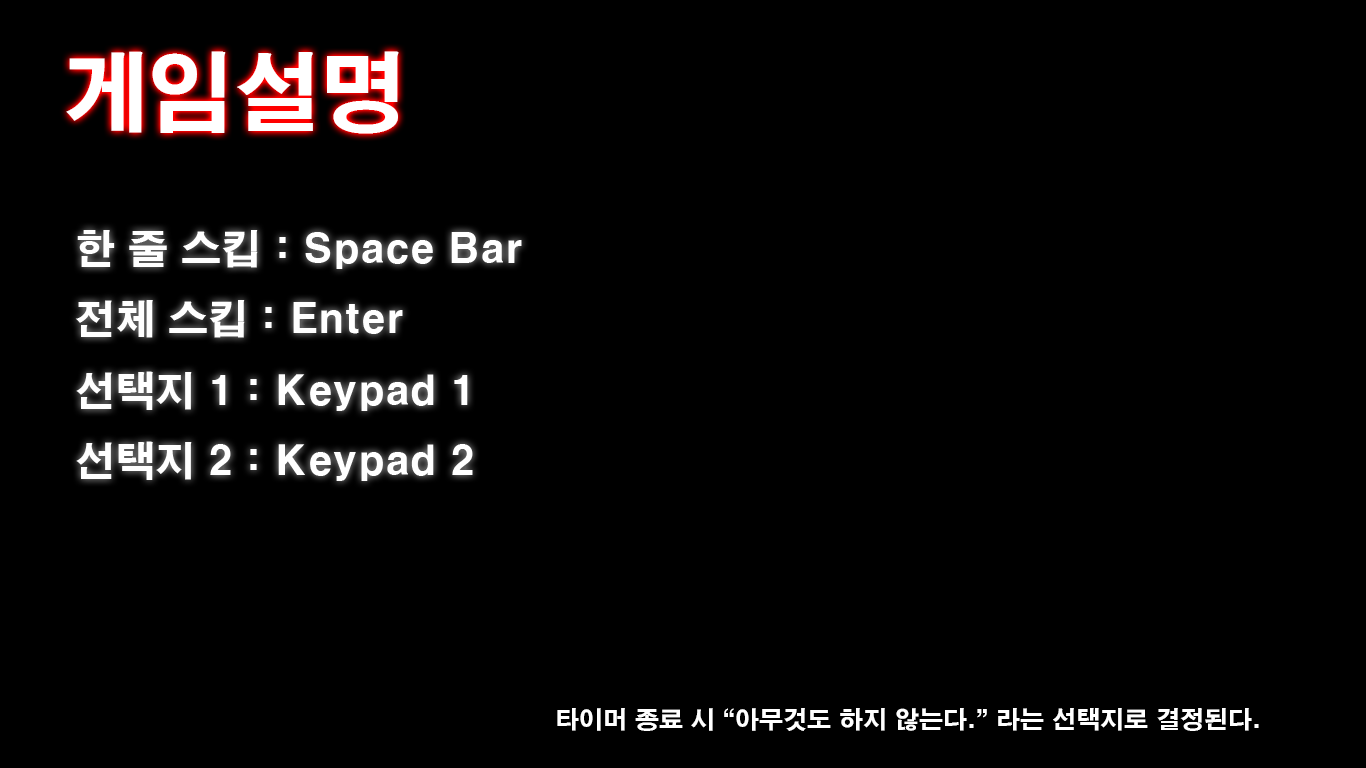 게임설명
한 줄 스킵 : Space Bar
전체 스킵 : Enter
선택지 1 : Keypad 1
선택지 2 : Keypad 2
타이머 종료 시 “아무것도 하지 않는다.” 라는 선택지로 결정된다.